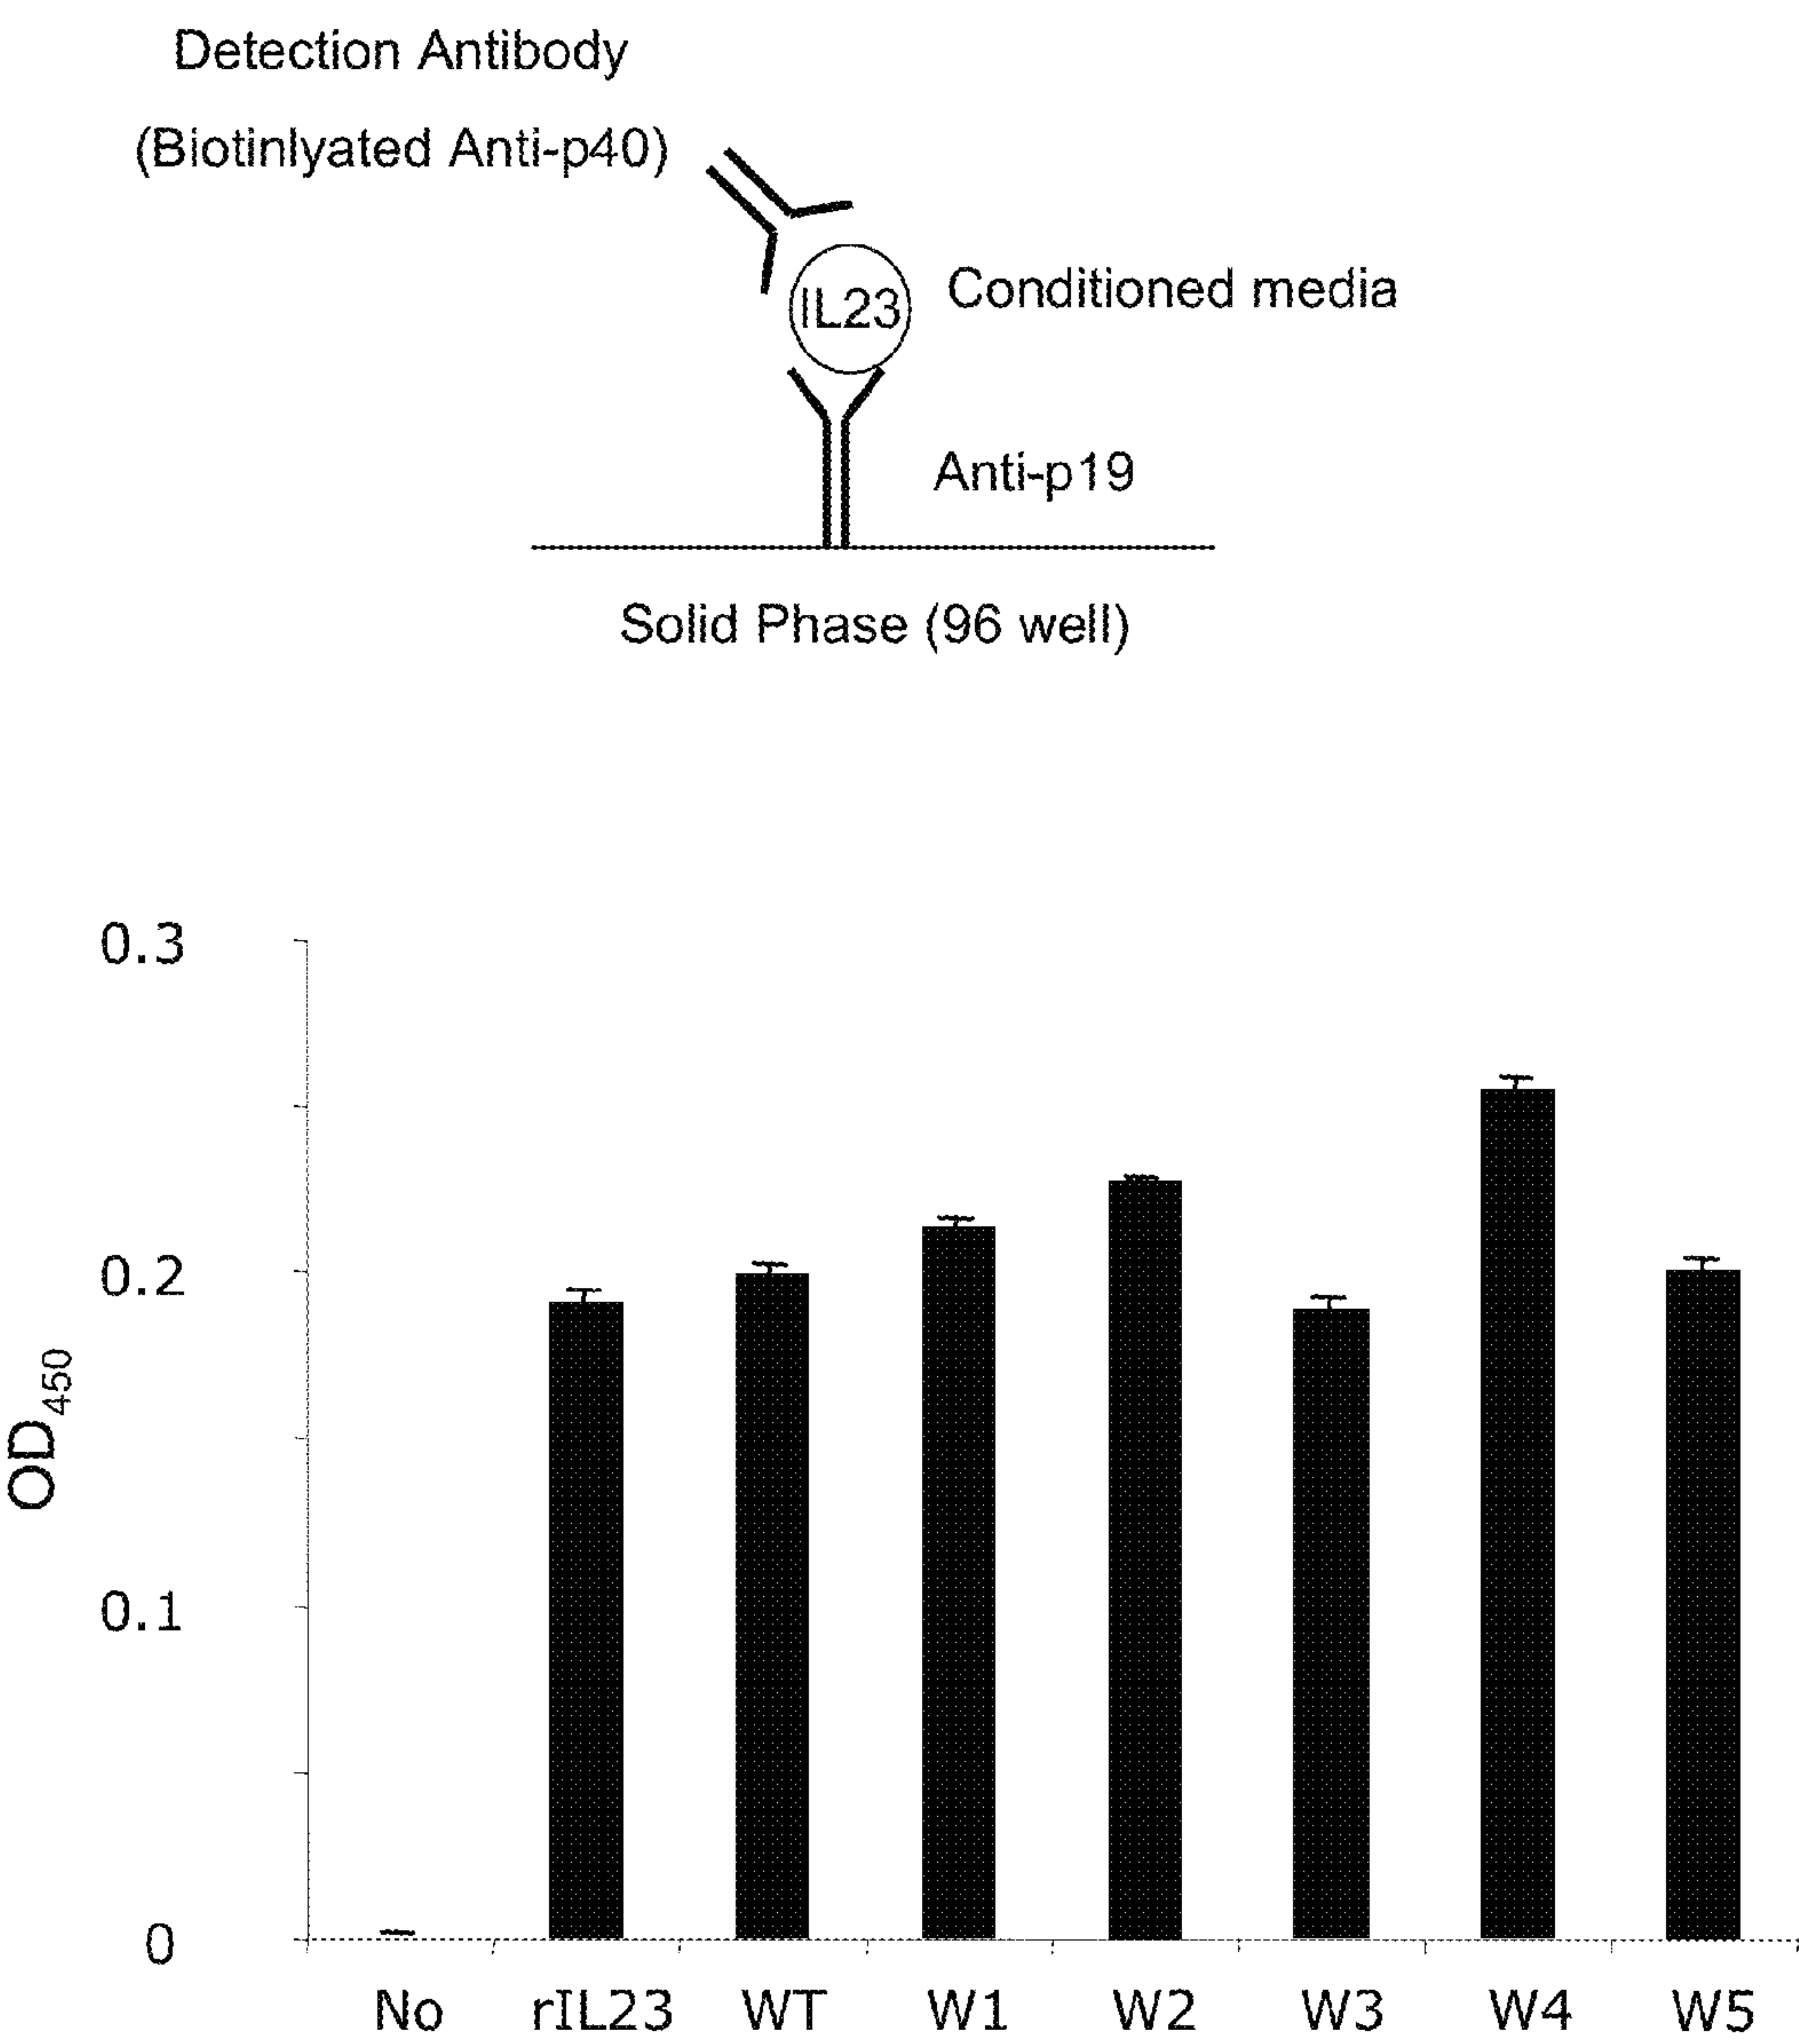 Detection Antibody
(Biotinlyated Anti-p40)
IL23
Conditioned media
Anti-p19
Solid Phase (96 well)
0.3
0.2
0.1
0
OD450
No rIL23 WT W1 W2 W3 W4 W5